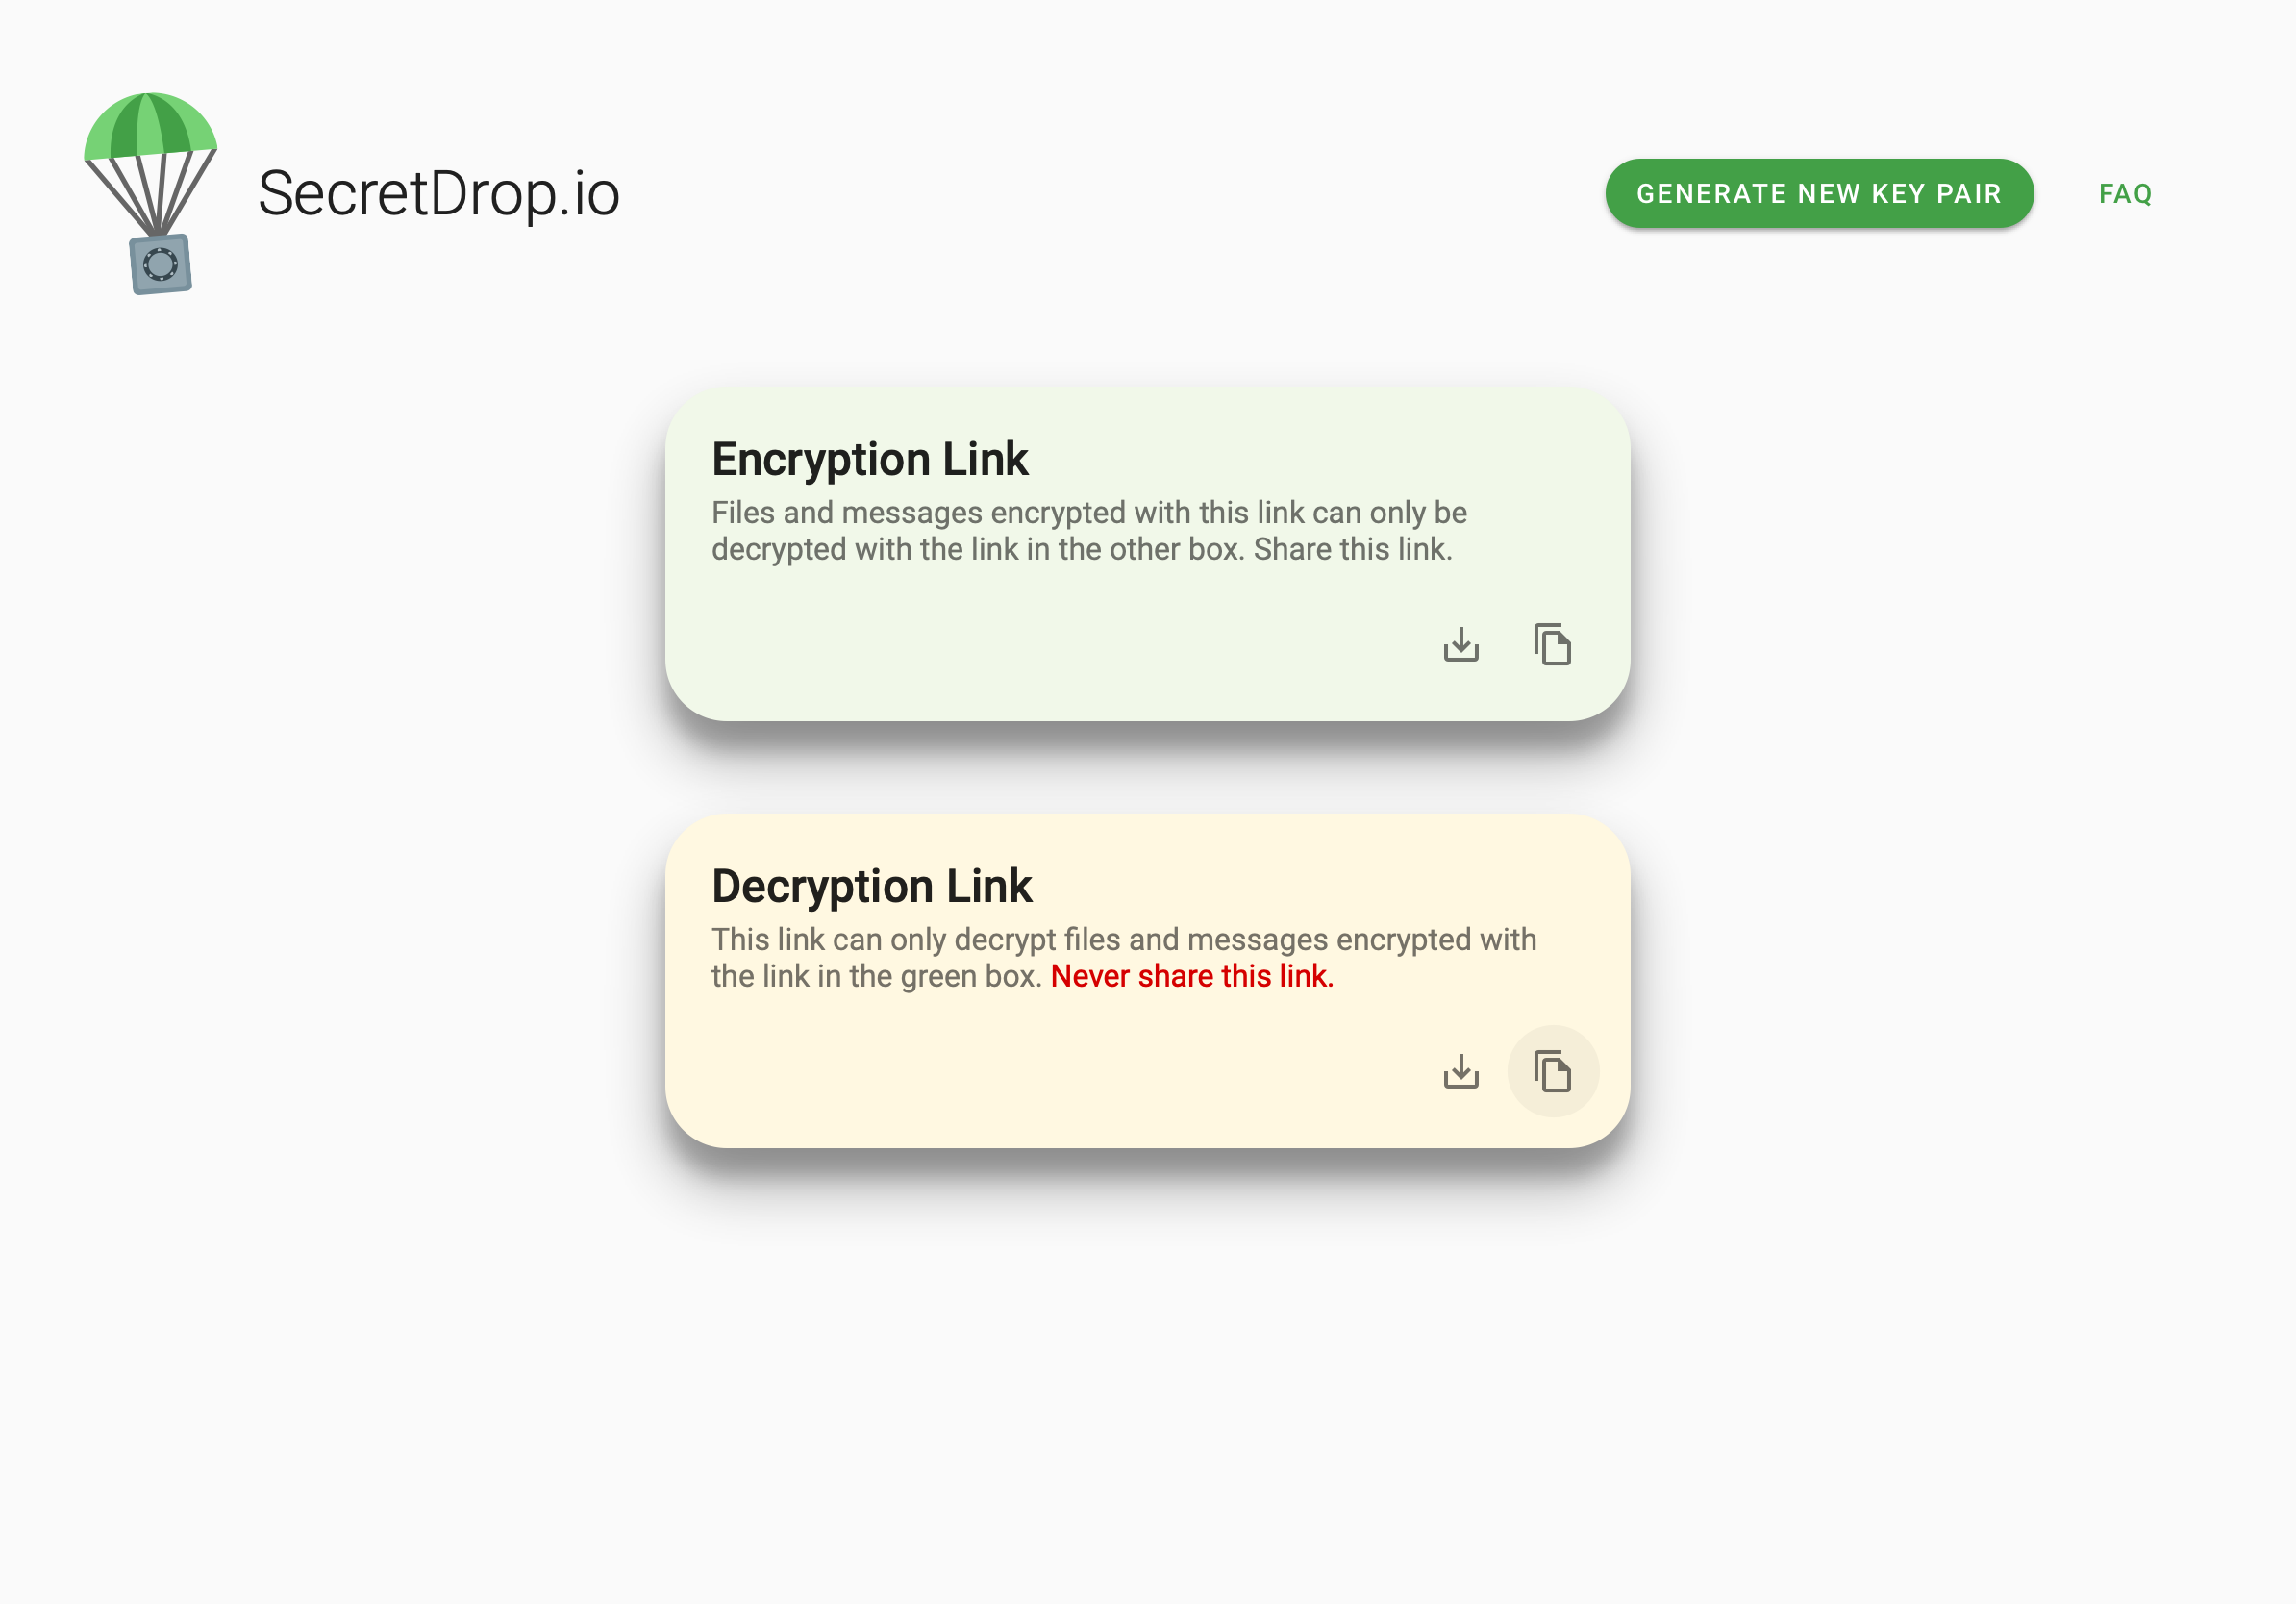 SecretDrop.io
GENERATE NEW KEY PAIR
FAQ
Encryption Link
Files and messages encrypted with this link can only be
decrypted with the link in the other box. Share this link.
Decryption Link
This link can only decrypt files and messages encrypted with
the link in the green box. Never share this link.